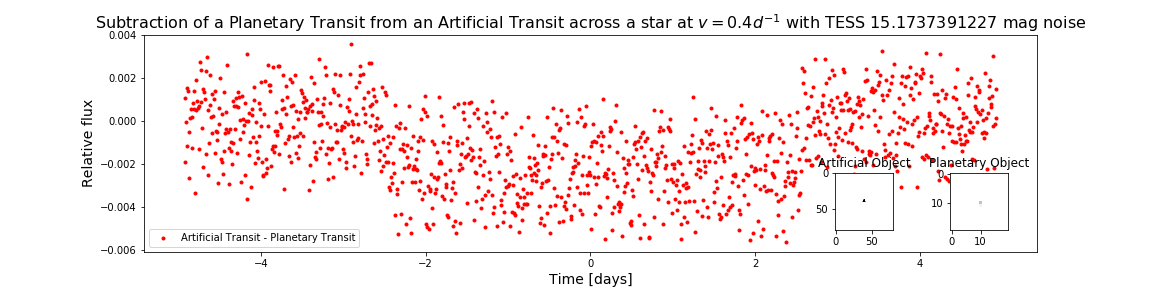 Subtraction of a Planetary Transit from an Artificial Transit across a star at v = 0.4d⁻¹ with TESS 15.1737391227 mag noise
Relative flux
0.004
0.002
0.000
−0.002
−0.004
−0.006
Artificial Transit - Planetary Transit
Artificial Object
0
50
0 50
Planetary Object
0
10
0 10
−4 −2 0 2 4
Time [days]